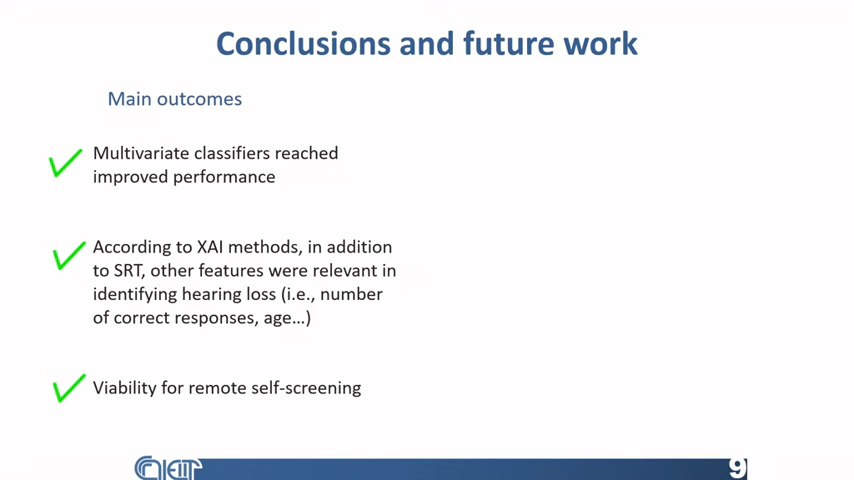 Conclusions and future work
Main outcomes
Multivariate classifiers reached
improved performance
According to XAI methods, in addition
to SRT, other features were relevant in
identifying hearing loss (i.e., number
of correct responses, age…)
Viability for remote self-screening
9